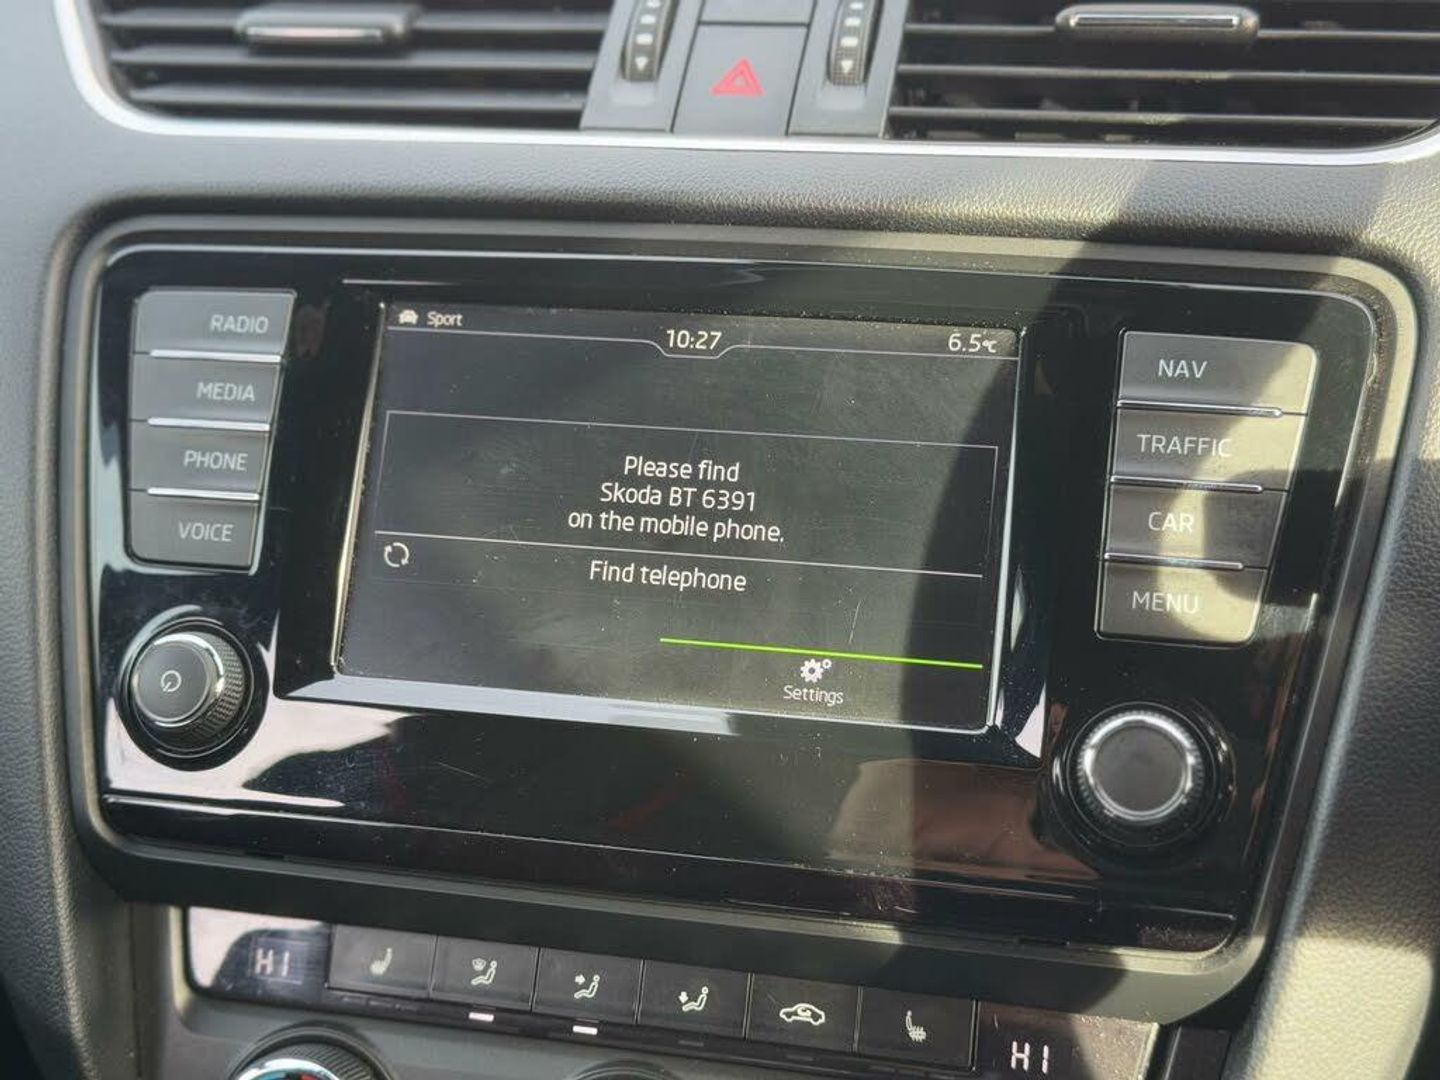 Sport
10:27
6.5°C
RADIO
MEDIA
PHONE
VOICE
Please find
Skoda BT 6391
on the mobile phone.
Find telephone
Settings
NAV
TRAFFIC
CAR
MENU
HI
HI